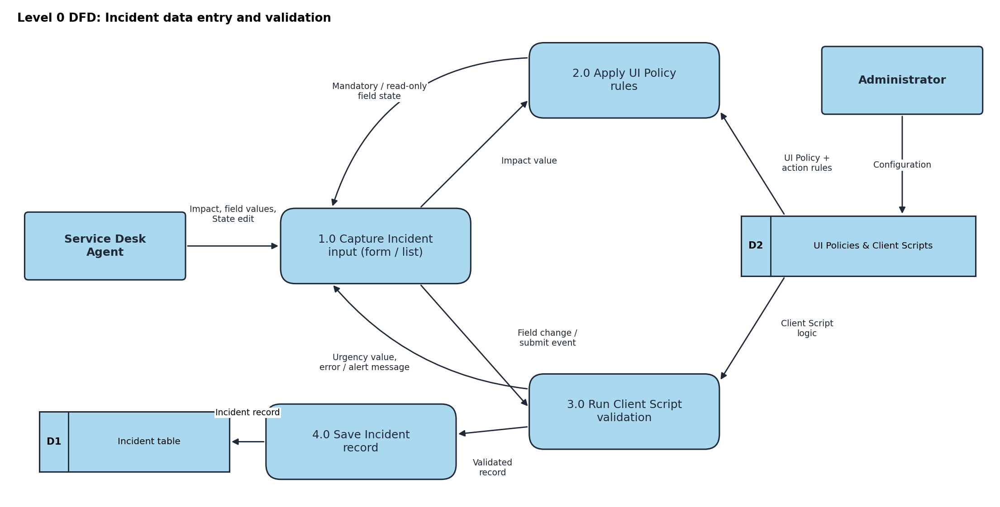 Level 0 DFD: Incident data entry and validation
2.0 Apply UI Policy
rules
Administrator
Mandatory / read-only
field state
Impact value
UI Policy +
action rules
Configuration
Impact, field values,
State edit
Service Desk
Agent
1.0 Capture Incident
input (form / list)
D2
UI Policies & Client Scripts
Field change /
submit event
Client Script
logic
Urgency value,
error / alert message
3.0 Run Client Script
validation
Incident record
D1
Incident table
4.0 Save Incident
record
Validated
record